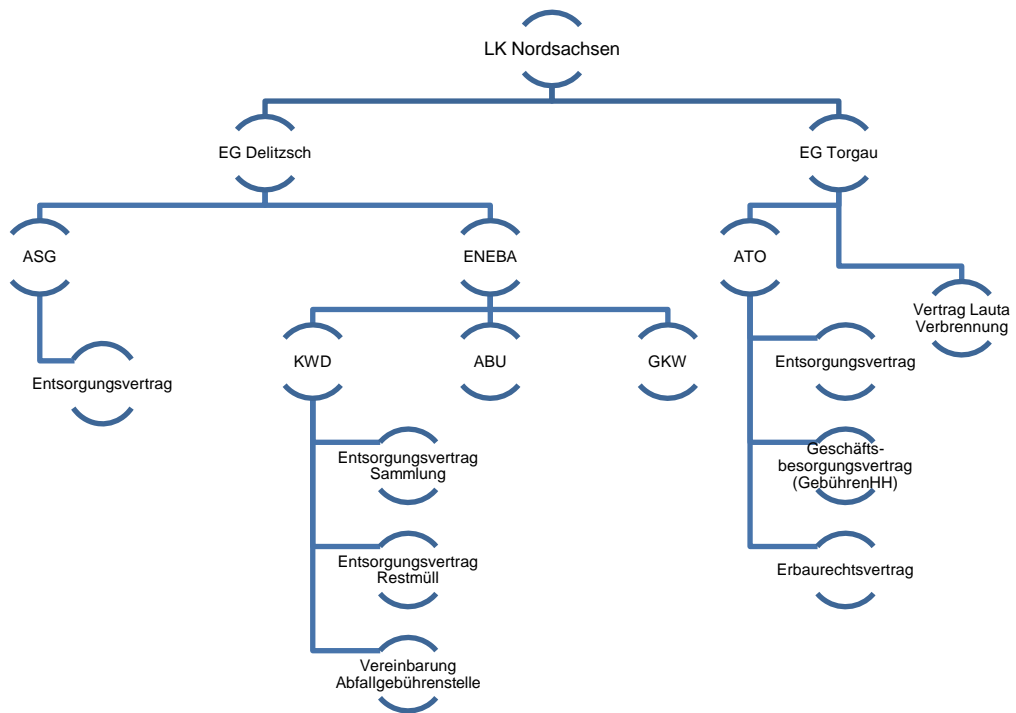 LK Nordsachsen
EG Delitzsch
EG Torgau
ASG
ENEBA
ATO
Vertrag Lauta
Verbrennung
Entsorgungsvertrag
KWD
ABU
GKW
Entsorgungsvertrag
Entsorgungsvertrag
Sammlung
Geschäfts-
besorgungsvertrag
(GebührenHH)
Entsorgungsvertrag
Restmüll
Erbaurechtsvertrag
Vereinbarung
Abfallgebührenstelle